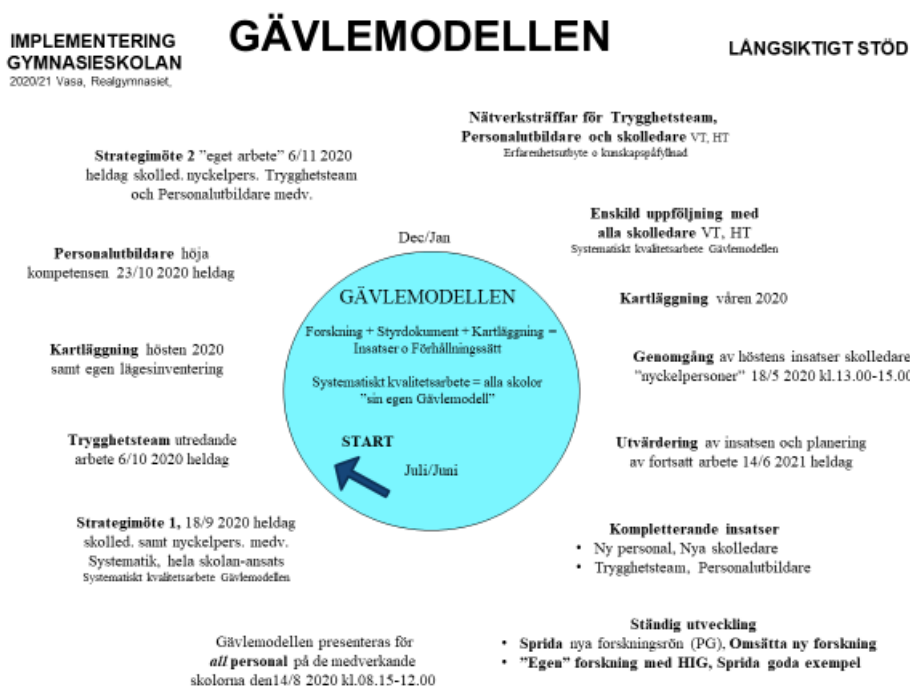 IMPLEMENTERING
GYMNASIESKOLAN
2020/21 Vasa, Realgymnasiet,
GÄVLEMODELLEN
LÅNGSIKTIGT STÖD
Strategimöte 2 ”eget arbete” 6/11 2020
heldag skolled. nyckelpers. Trygghetsteam
och Personalutbildare medv.
Personalutbildare höja
kompetensen 23/10 2020 heldag
Kartläggning hösten 2020
samt egen lägesinventering
Trygghetsteam utredande
arbete 6/10 2020 heldag
Strategimöte 1, 18/9 2020 heldag
skolled. samt nyckelpers. medv.
Systematik, hela skolan-ansats
Systematiskt kvalitetsarbete Gävlemodellen
Gävlemodellen presenteras för
all personal på de medverkande
skolorna den14/8 2020 kl.08.15-12.00
Dec/Jan
GÄVLEMODELLEN
Forskning + Styrdokument + Kartläggning =
Insatser o Förhållningssätt
Systematiskt kvalitetsarbete = alla skolor
”sin egen Gävlemodell”
START
Juli/Juni
Nätverksträffar för Trygghetsteam,
Personalutbildare och skolledare VT, HT
Erfarenhetsutbyte o kunskapspåfyllnad
Enskild uppföljning med
alla skolledare VT, HT
Systematiskt kvalitetsarbete Gävlemodellen
Kartläggning våren 2020
Genomgång av höstens insatser skolledare
”nyckelpersoner” 18/5 2020 kl.13.00-15.00
Utvärdering av insatsen och planering
av fortsatt arbete 14/6 2021 heldag
Kompletterande insatser
• Ny personal, Nya skolledare
• Trygghetsteam, Personalutbildare
Ständig utveckling
• Sprida nya forskningsrön (PG), Omsätta ny forskning
• ”Egen” forskning med HIG, Sprida goda exempel